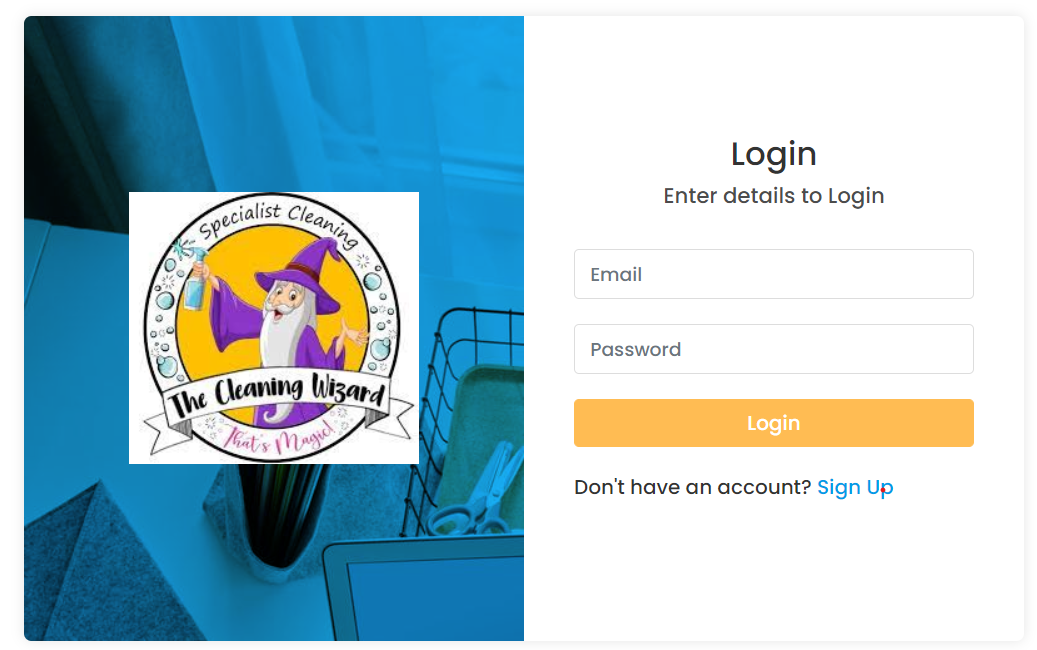 Specialist Cleaning
The Cleaning Wizard
That's Magic!
Login
Enter details to Login
Email
Password
Login
Don't have an account? Sign Up